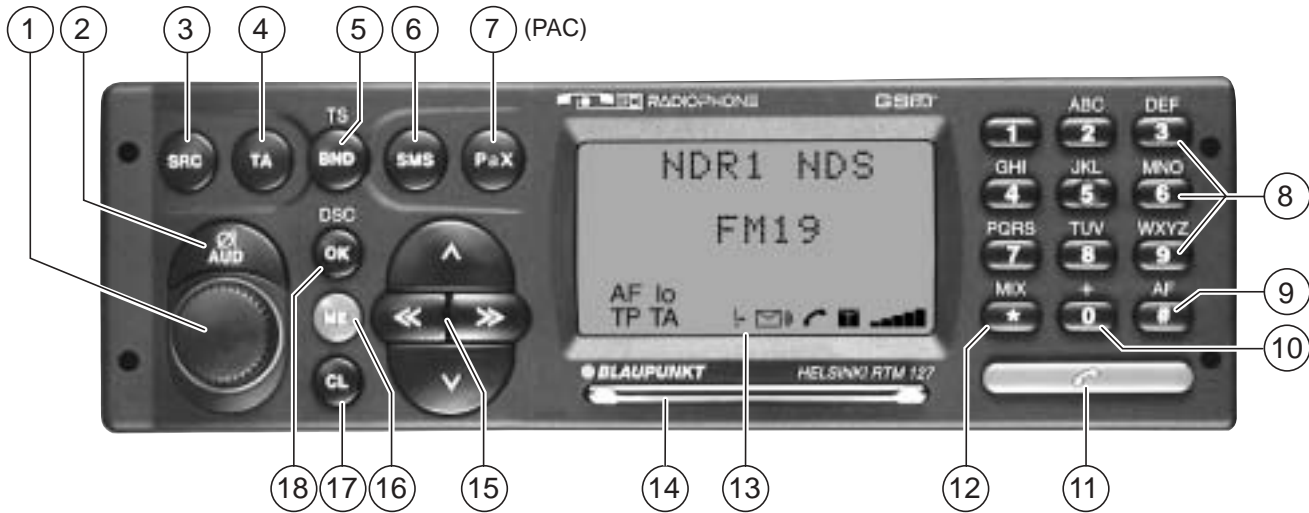 1 2 3 4 5 6 7 (PAC)
RADIOPHONE GSM
TS
SRC TA BND SMS
NDR1 NDS
FM19
AF lo
TP TA
DSC
AUD
OK
CL
BLAUPUNKT HELSINKI RTM 127
ABC DEF
1 2 3
GHI JKL MNO
4 5 6
PQRS TUV WXYZ
7 8 9
MIX + AF
* 0 #
8
9
10
18 17 16 15 14 13 12 11